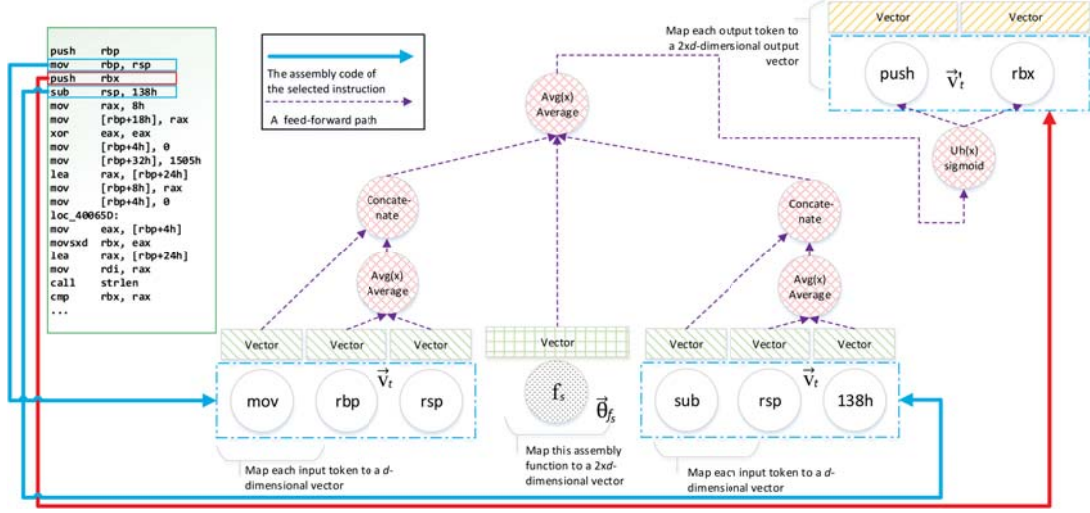 push rbp
mov rbp, rsp
push rbx
sub rsp, 138h
mov rax, 8h
mov [rbp+18h], rax
xor eax, eax
mov [rbp+4h], 0
mov [rbp+32h], 1505h
lea rax, [rbp+24h]
mov [rbp+8h], rax
mov [rbp+4h], 0
loc_40065D:
mov eax, [rbp+4h]
movsxd rbx, eax
lea rax, [rbp+24h]
mov rdi, rax
call strlen
cmp rbx, rax
...
The assembly code of
the selected instruction
A feed-forward path
Map each output token to
a 2xd-dimensional output
vector
Vector Vector
push v⃗'t rbx
Uh(x)
sigmoid
Avg(x)
Average
Concate-
nate
Concate-
nate
Avg(x)
Average
Avg(x)
Average
Vector Vector Vector
mov rbp v⃗t rsp
Map each input token to a d-
dimensional vector
Vector
fs θ⃗fs
Map this assembly
function to a 2xd-
dimensional vector
Vector Vector Vector
sub rsp v⃗t 138h
Map each input token to a d-
dimensional vector